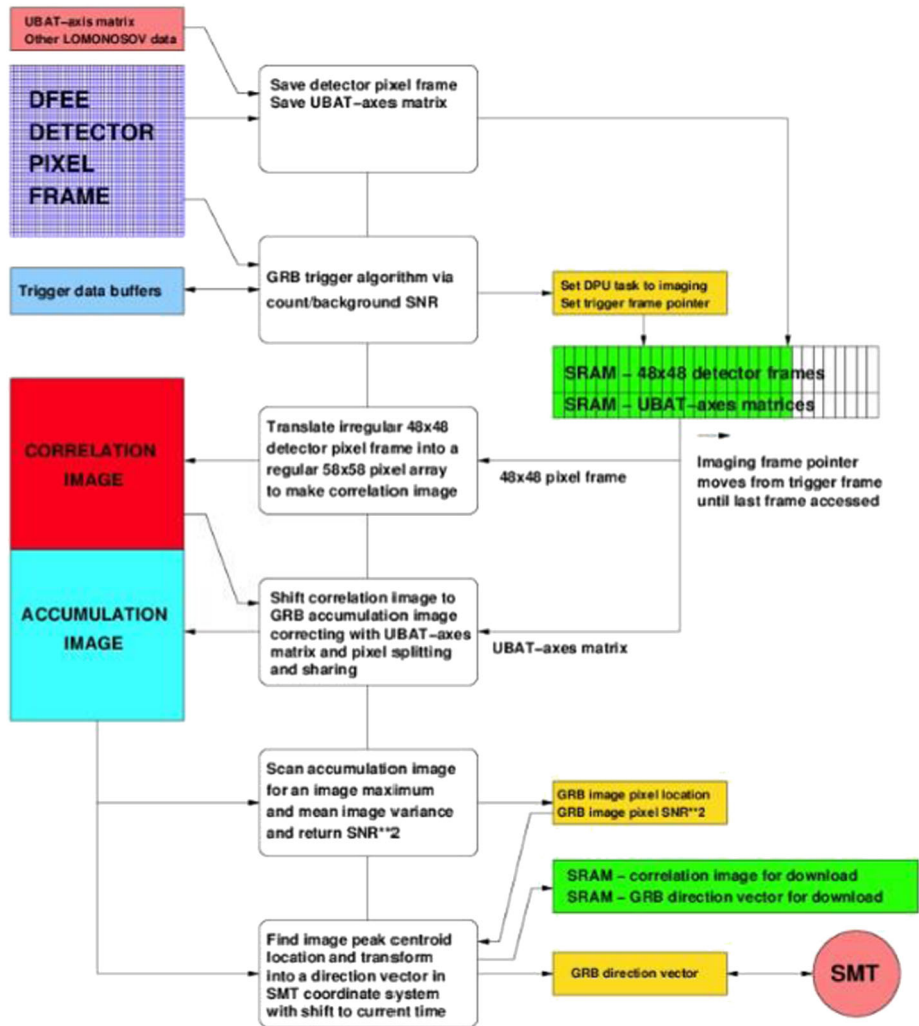 UBAT-axis matrix
Other LOMONOSOV data
DFEE
DETECTOR
PIXEL
FRAME
Save detector pixel frame
Save UBAT-axes matrix
Trigger data buffers
GRB trigger algorithm via
count/background SNR
Set DPU task to imaging
Set trigger frame pointer
SRAM - 48x48 detector frames
SRAM - UBAT-axes matrices
CORRELATION
IMAGE
Translate irregular 48x48
detector pixel frame into a
regular 58x58 pixel array
to make correlation image
48x48 pixel frame
Imaging frame pointer
moves from trigger frame
until last frame accessed
ACCUMULATION
IMAGE
Shift correlation image to
GRB accumulation image
correcting with UBAT-axes
matrix and pixel splitting
and sharing
UBAT-axes matrix
Scan accumulation image
for an image maximum
and mean image variance
and return SNR**2
GRB image pixel location
GRB image pixel SNR**2
SRAM - correlation image for download
SRAM - GRB direction vector for download
Find image peak centroid
location and transform
into a direction vector in
SMT coordinate system
with shift to current time
GRB direction vector
SMT